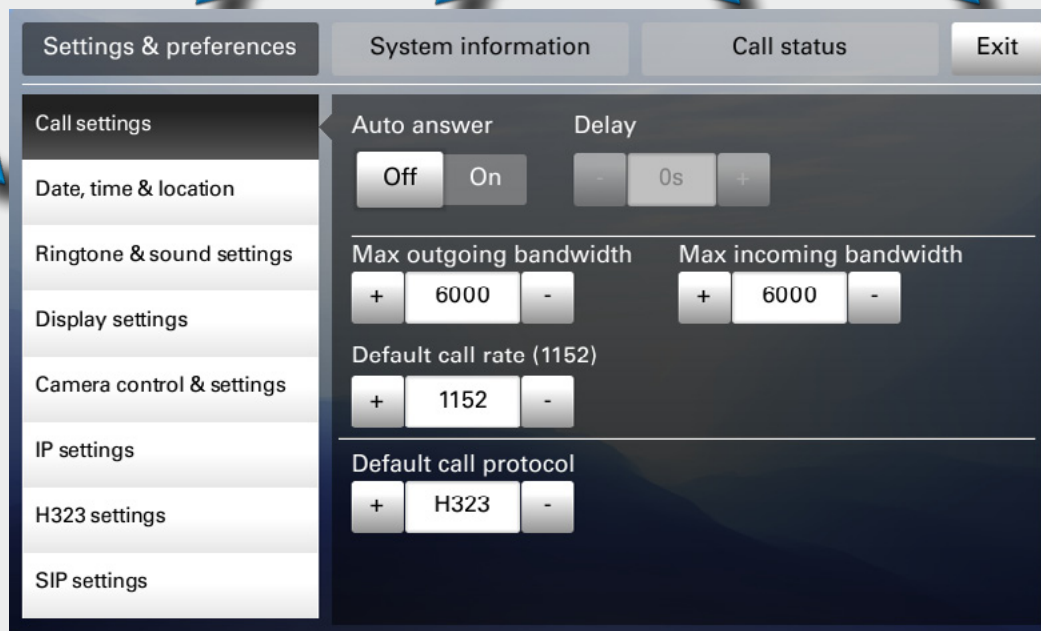 Settings & preferences
System information
Call status
Exit
Call settings
Date, time & location
Ringtone & sound settings
Display settings
Camera control & settings
IP settings
H323 settings
SIP settings
Auto answer
Delay
Off
On
-
0s
+
Max outgoing bandwidth
Max incoming bandwidth
+
6000
-
+
6000
-
Default call rate (1152)
+
1152
-
Default call protocol
+
H323
-